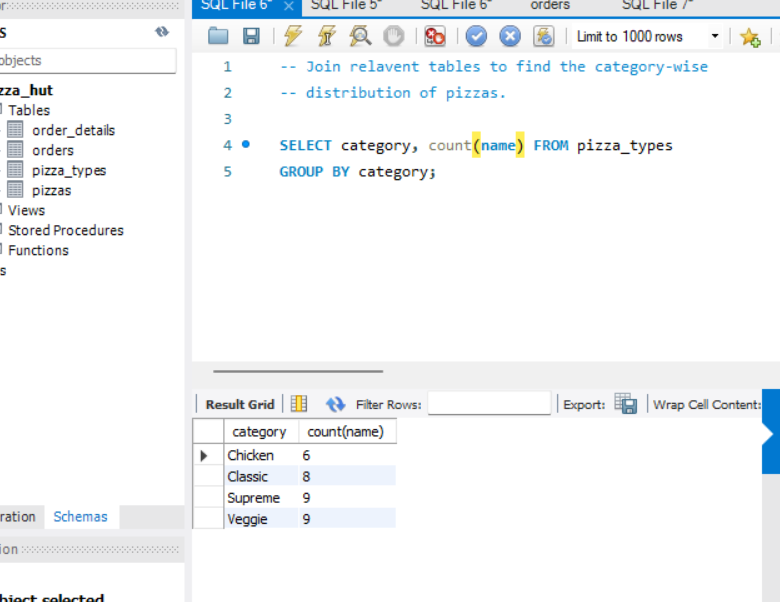 SQL File 6* SQL File 5* SQL File 6* orders SQL File 7*
S
objects
zza_hut
Tables
order_details
orders
pizza_types
pizzas
Views
Stored Procedures
Functions
s
ration Schemas
ion
bject selected
Limit to 1000 rows
1 -- Join relavent tables to find the category-wise
2 -- distribution of pizzas.
3
4 SELECT category, count(name) FROM pizza_types
5 GROUP BY category;
Result Grid Filter Rows: Export: Wrap Cell Content:
category count(name)
Chicken 6
Classic 8
Supreme 9
Veggie 9